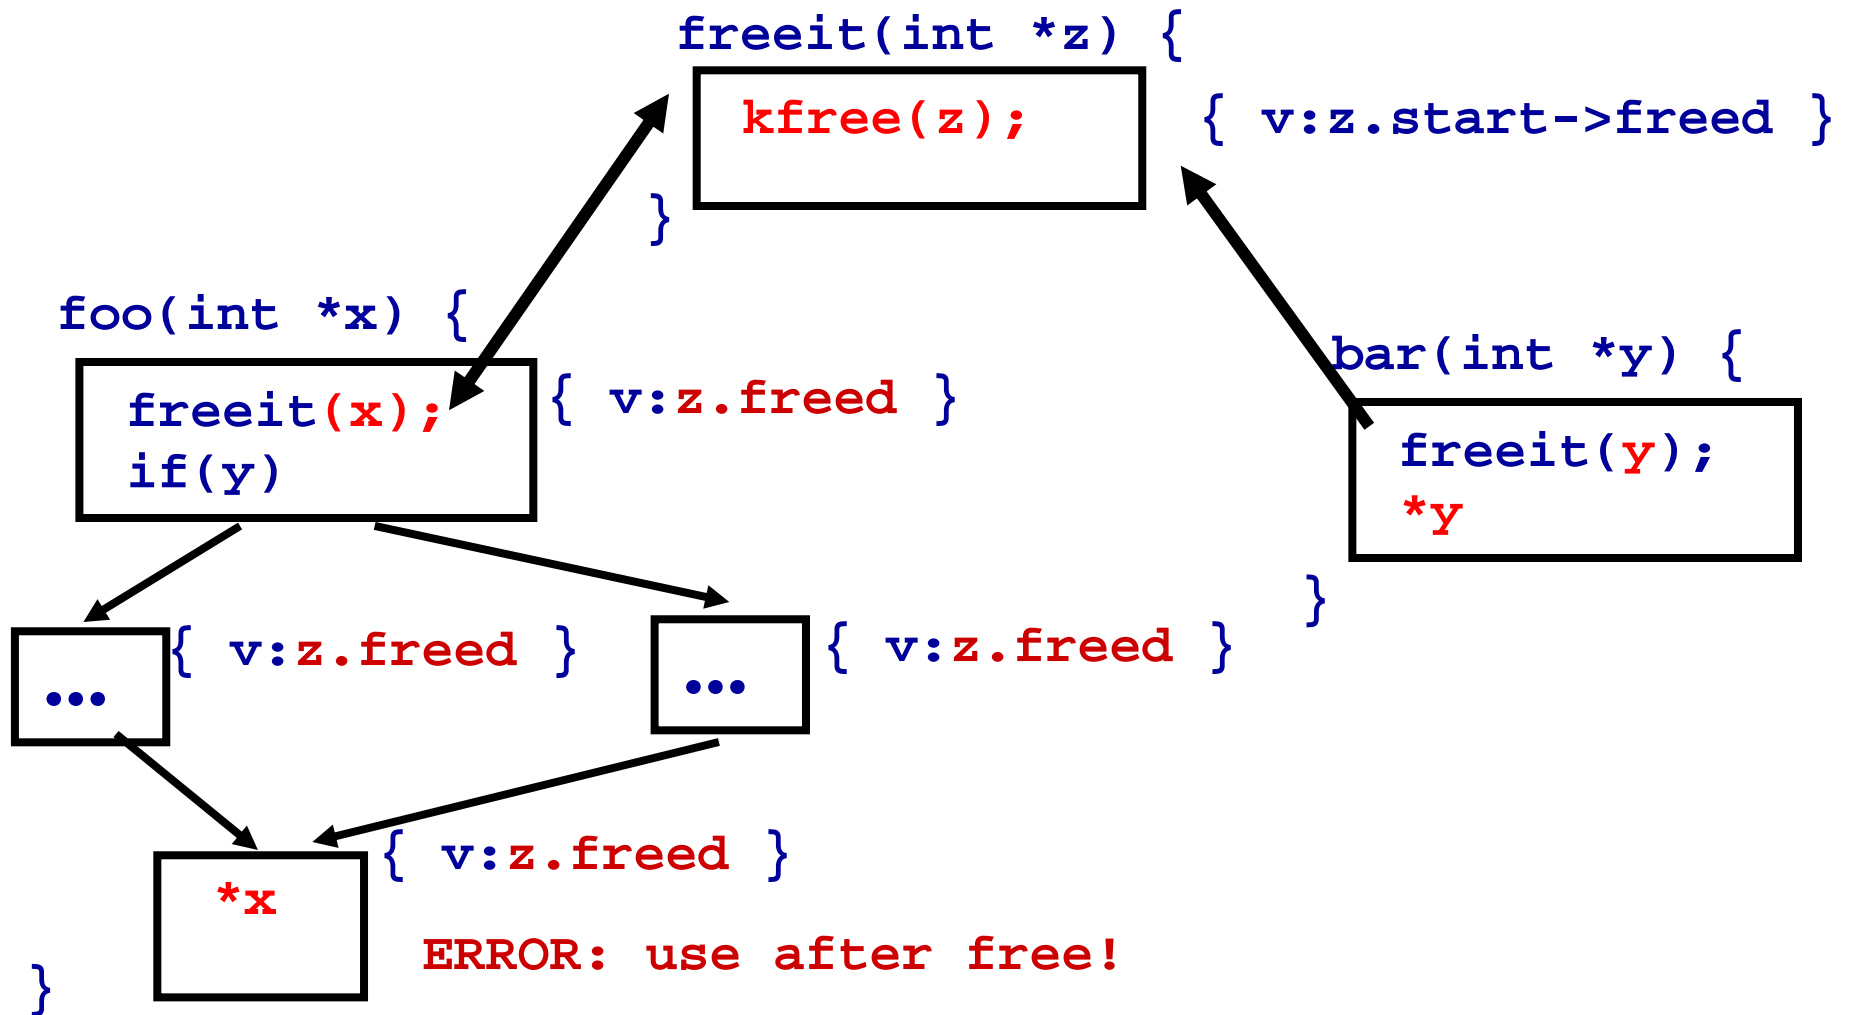 freeit(int *z) {
kfree(z);
{ v:z.start->freed }
}
foo(int *x) {
freeit(x);
if(y)
{ v:z.freed }
bar(int *y) {
freeit(y);
*y
}
{ v:z.freed }
...
{ v:z.freed }
...
{ v:z.freed }
*x
ERROR: use after free!
}